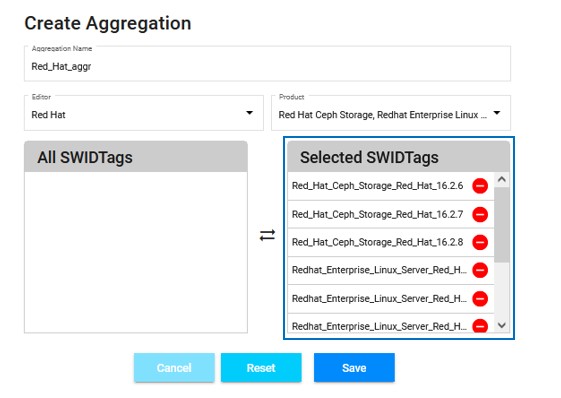 Create Aggregation
Aggregation Name
Red_Hat_aggr
Editor
Product
Red Hat
Red Hat Ceph Storage, Redhat Enterprise Linux ...
All SWIDTags
Selected SWIDTags
Red_Hat_Ceph_Storage_Red_Hat_16.2.6
Red_Hat_Ceph_Storage_Red_Hat_16.2.7
Red_Hat_Ceph_Storage_Red_Hat_16.2.8
Redhat_Enterprise_Linux_Server_Red_H...
Redhat_Enterprise_Linux_Server_Red_H...
Redhat_Enterprise_Linux_Server_Red_H...
Cancel
Reset
Save